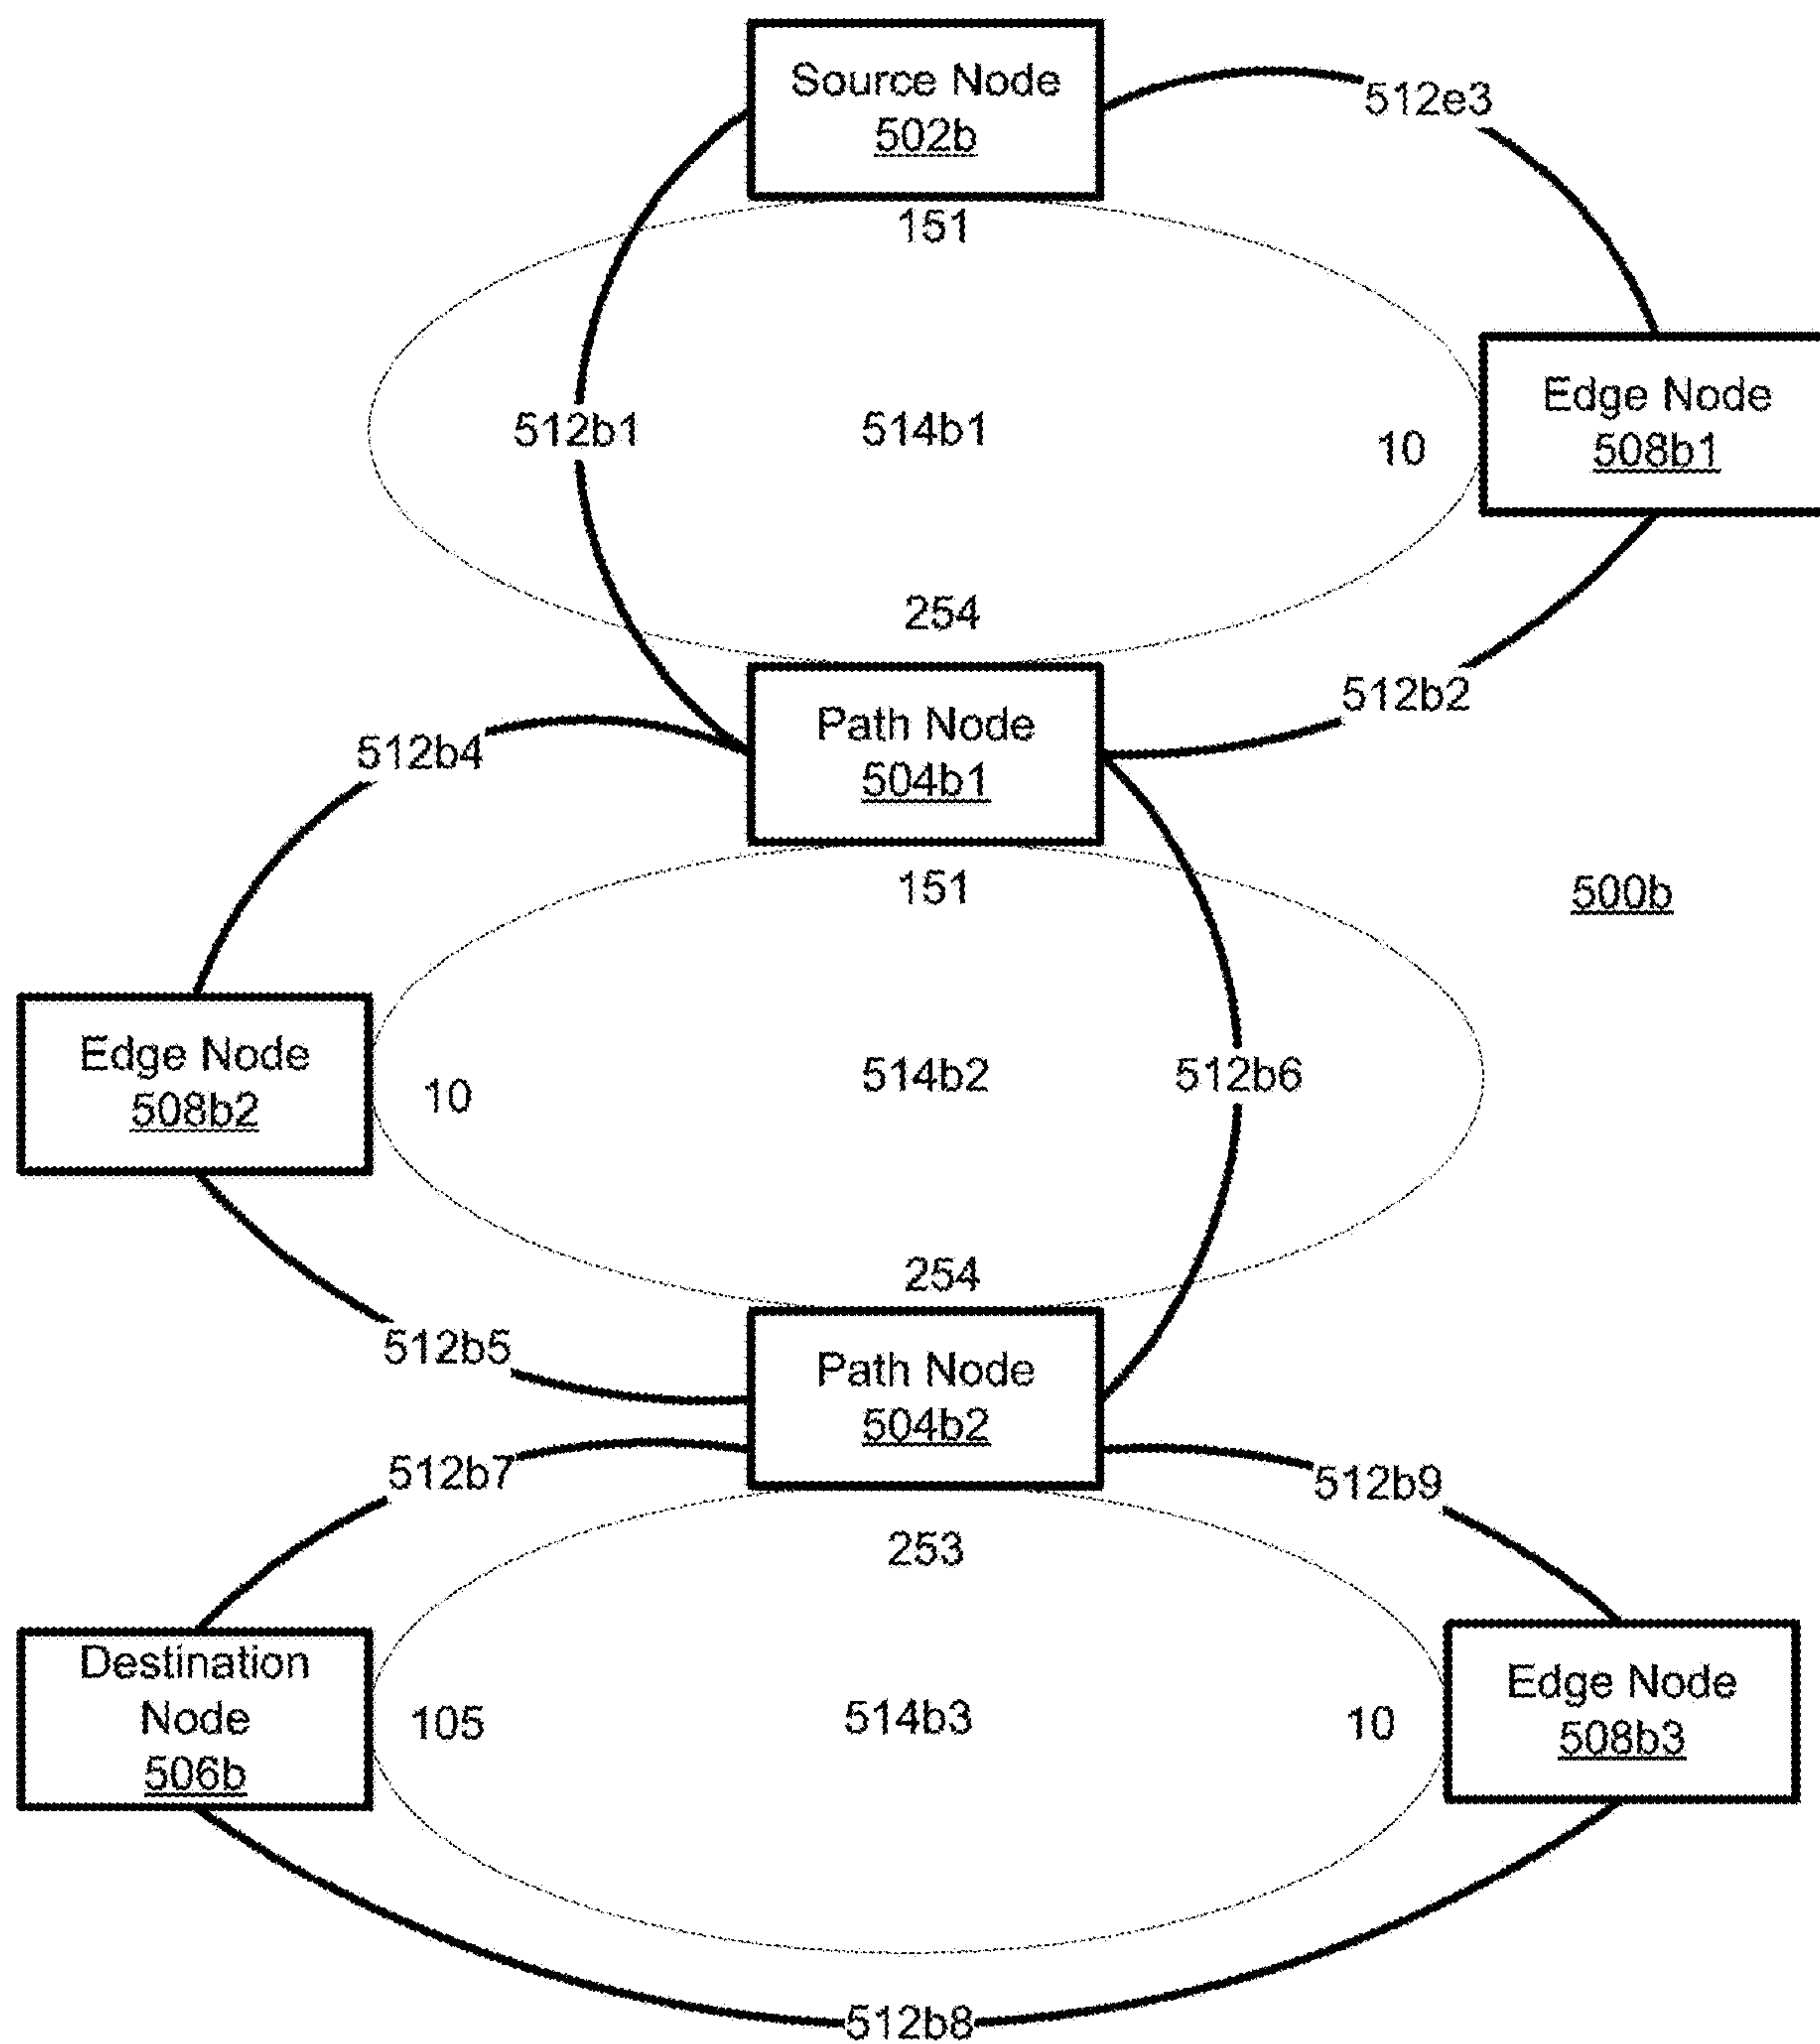 Source Node
502b
512e3
151
Edge Node
508b1
512b1
514b1
10
254
512b2
Path Node
504b1
512b4
151
500b
Edge Node
508b2
10
514b2
512b6
254
512b5
Path Node
504b2
512b7
512b9
253
Destination
Node
506b
105
514b3
10
Edge Node
508b3
512b8